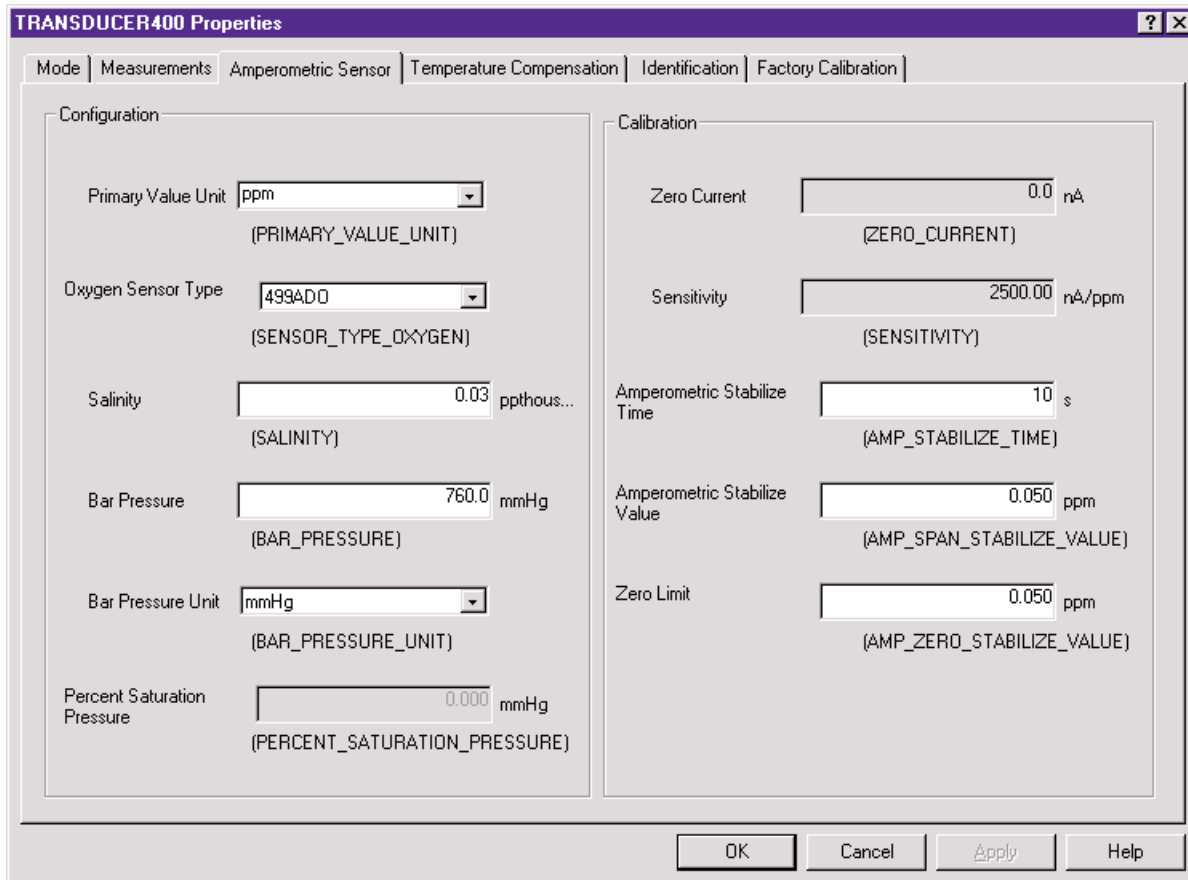 TRANSDUCER400 Properties
? X
Mode Measurements Amperometric Sensor Temperature Compensation Identification Factory Calibration
Configuration
Primary Value Unit ppm
(PRIMARY_VALUE_UNIT)
Oxygen Sensor Type 499ADO
(SENSOR_TYPE_OXYGEN)
Salinity 0.03 ppthous...
(SALINITY)
Bar Pressure 760.0 mmHg
(BAR_PRESSURE)
Bar Pressure Unit mmHg
(BAR_PRESSURE_UNIT)
Percent Saturation
Pressure
0.000 mmHg
(PERCENT_SATURATION_PRESSURE)
Calibration
Zero Current 0.0 nA
(ZERO_CURRENT)
Sensitivity 2500.00 nA/ppm
(SENSITIVITY)
Amperometric Stabilize
Time
10 s
(AMP_STABILIZE_TIME)
Amperometric Stabilize
Value
0.050 ppm
(AMP_SPAN_STABILIZE_VALUE)
Zero Limit 0.050 ppm
(AMP_ZERO_STABILIZE_VALUE)
OK Cancel Apply Help